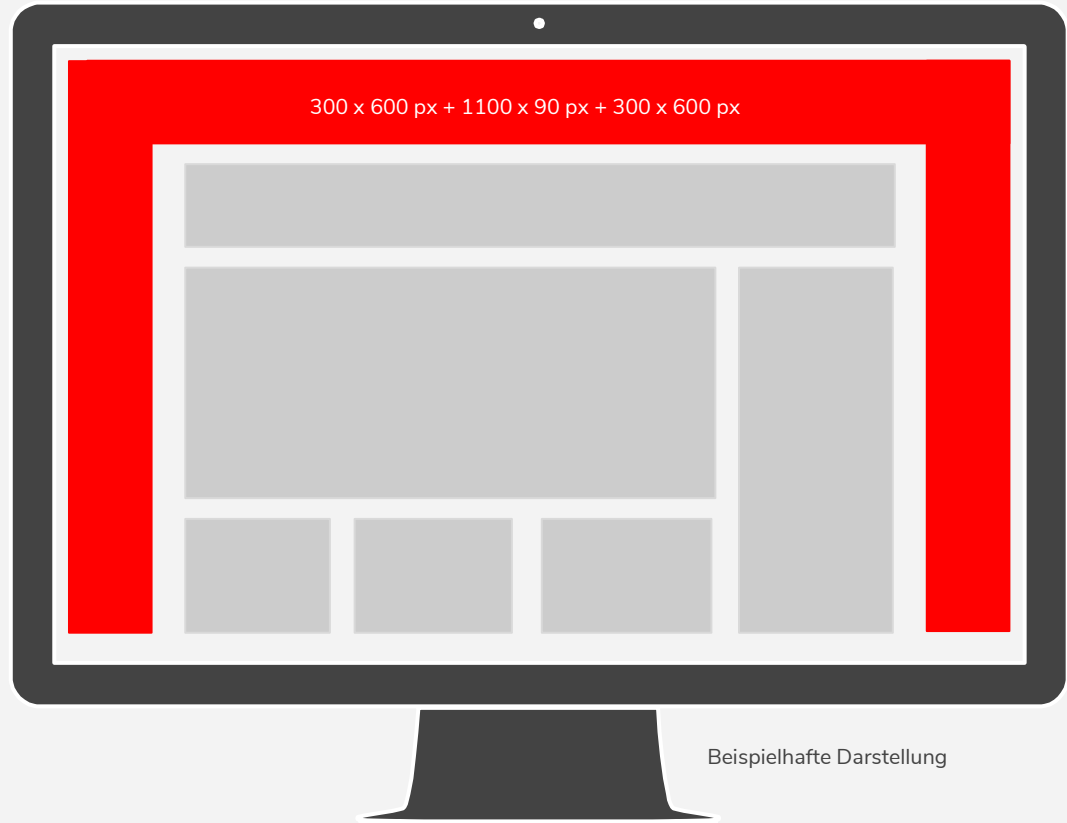 300 x 600 px + 1100 x 90 px + 300 x 600 px
Beispielhafte Darstellung